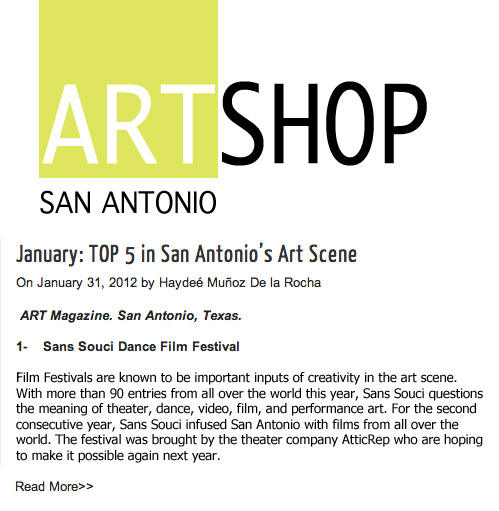 ARTSHOP
SAN ANTONIO
January: TOP 5 in San Antonio's Art Scene
On January 31, 2012 by Haydeé Muñoz De la Rocha
ART Magazine. San Antonio, Texas.
1- Sans Souci Dance Film Festival
Film Festivals are known to be important inputs of creativity in the art scene.
With more than 90 entries from all over the world this year, Sans Souci questions
the meaning of theater, dance, video, film, and performance art. For the second
consecutive year, Sans Souci infused San Antonio with films from all over the
world. The festival was brought by the theater company AtticRep who are hoping
to make it possible again next year.
Read More>>